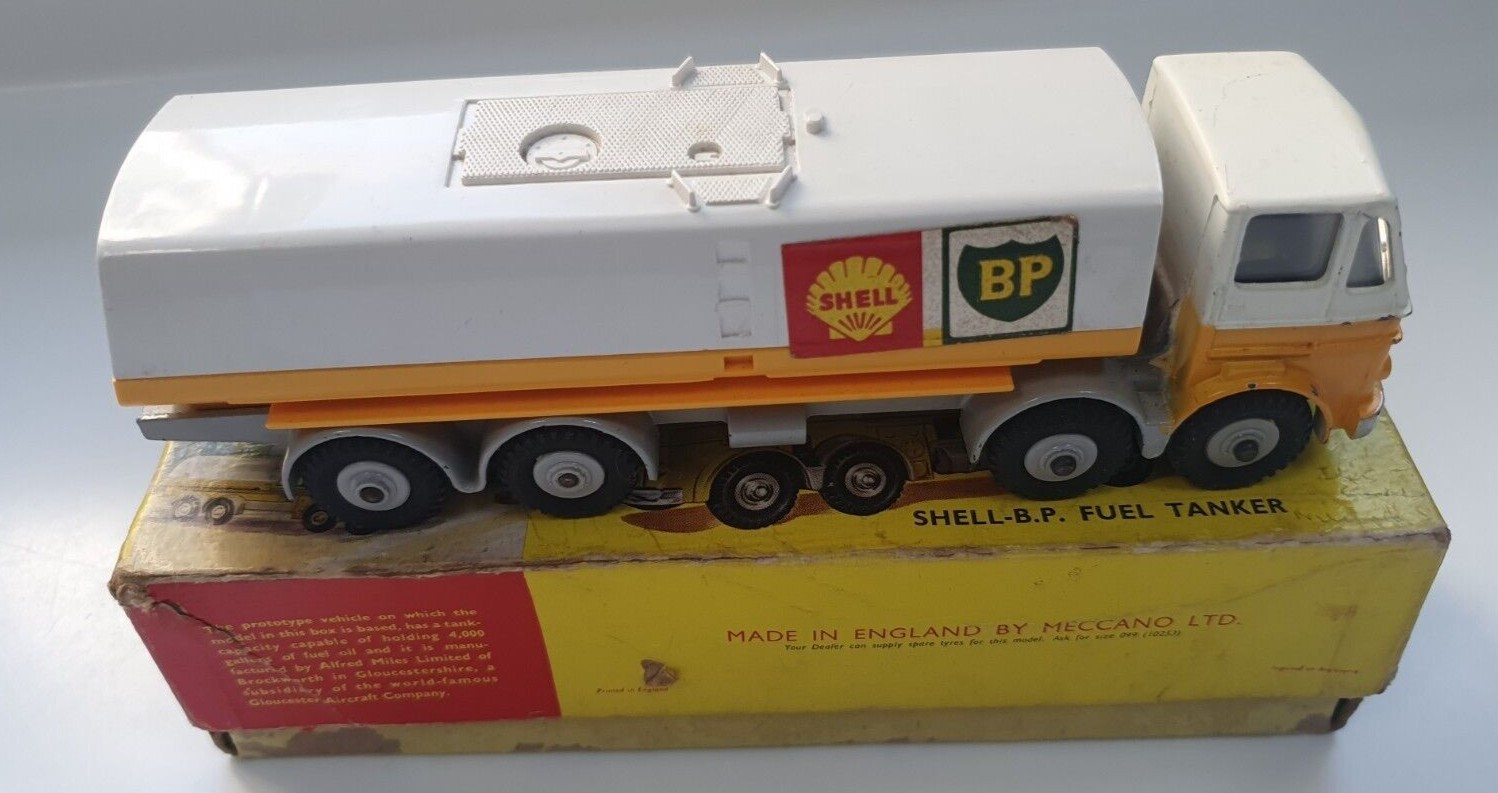 SHELL
BP
SHELL-B.P. FUEL TANKER
The prototype vehicle on which the
model in this box is based, has a tank-
capacity capable of holding 4,000
gallons of fuel oil and it is manu-
factured by Alfred Miles Limited of
Brockworth in Gloucestershire, a
subsidiary of the world-famous
Gloucester Aircraft Company.
MADE IN ENGLAND BY MECCANO LTD.
Your Dealer can supply spare tyres for this model. Ask for size 099 (10253)
Printed in England